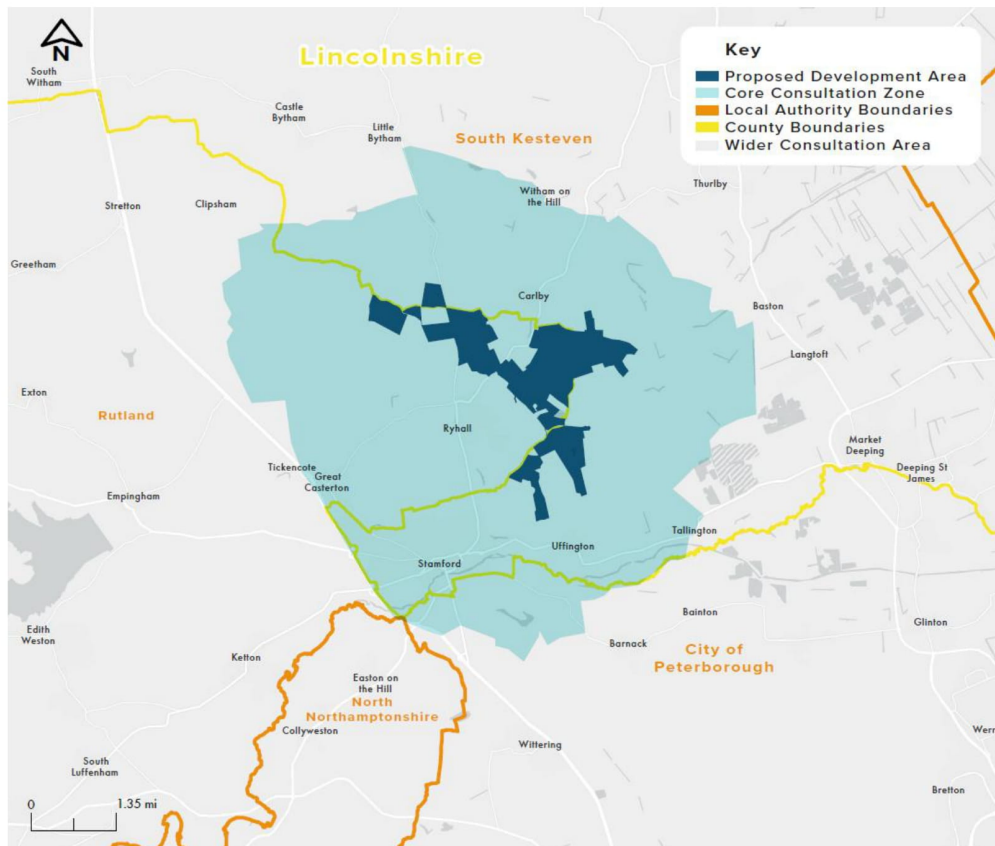 N
Lincolnshire
Key
Proposed Development Area
Core Consultation Zone
Local Authority Boundaries
County Boundaries
Wider Consultation Area
South
Witham
Castle
Bytham
Little
Bytham
South Kesteven
Thurlby
Witham on
the Hill
Stretton
Clipsham
Greetham
Carlby
Baston
Langtoft
Exton
Rutland
Ryhall
Market
Deeping
Deeping St
James
Tickencote
Great
Casterton
Empingham
Tallington
Uffington
Stamford
Bainton
Glinton
Edith
Weston
Barnack
City of
Peterborough
Ketton
Easton on
the Hill
North
Northamptonshire
Collyweston
Wittering
Werr
South
Luffenham
Bretton
0
1.35 mi